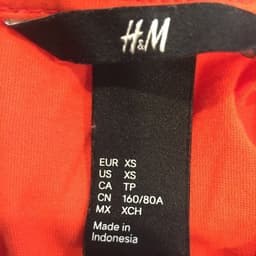 H&M
EUR XS
US XS
CA TP
CN 160/80A
MX XCH
Made in
Indonesia